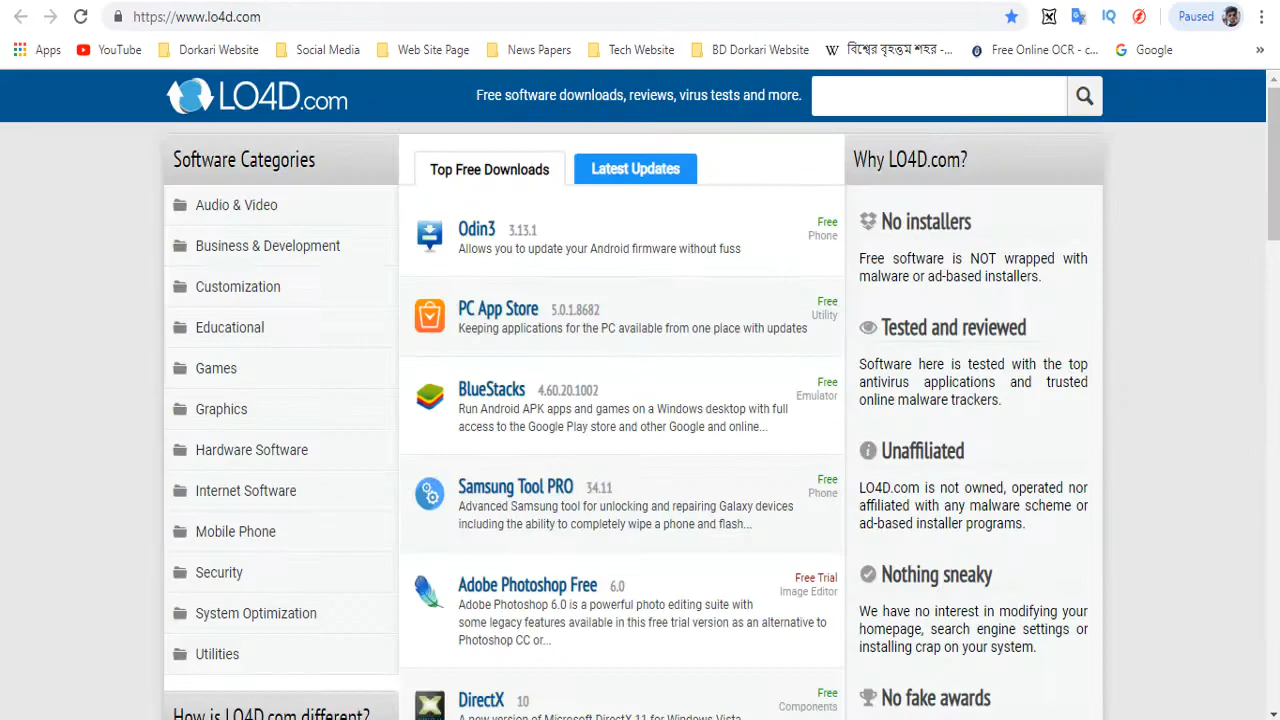 https://www.lo4d.com
Paused
Apps
YouTube
Dorkari Website
Social Media
Web Site Page
News Papers
Tech Website
BD Dorkari Website
W বিশ্বের বৃহত্তম শহর -...
Free Online OCR - c...
Google
»
LO4D.com
Free software downloads, reviews, virus tests and more.
Software Categories
Audio & Video
Business & Development
Customization
Educational
Games
Graphics
Hardware Software
Internet Software
Mobile Phone
Security
System Optimization
Utilities
How is LO4D.com different?
Top Free Downloads
Latest Updates
Odin3 3.13.1
Free
Phone
Allows you to update your Android firmware without fuss
PC App Store 5.0.1.8682
Free
Utility
Keeping applications for the PC available from one place with updates
BlueStacks 4.60.20.1002
Free
Emulator
Run Android APK apps and games on a Windows desktop with full
access to the Google Play store and other Google and online...
Samsung Tool PRO 34.11
Free
Phone
Advanced Samsung tool for unlocking and repairing Galaxy devices
including the ability to completely wipe a phone and flash...
Adobe Photoshop Free 6.0
Free Trial
Image Editor
Adobe Photoshop 6.0 is a powerful photo editing suite with
some legacy features available in this free trial version as an alternative to
Photoshop CC or...
DirectX 10
Free
Components
A new version of Microsoft DirectX 11 for Windows Vista
Why LO4D.com?
No installers
Free software is NOT wrapped with
malware or ad-based installers.
Tested and reviewed
Software here is tested with the top
antivirus applications and trusted
online malware trackers.
Unaffiliated
LO4D.com is not owned, operated nor
affiliated with any malware scheme or
ad-based installer programs.
Nothing sneaky
We have no interest in modifying your
homepage, search engine settings or
installing crap on your system.
No fake awards